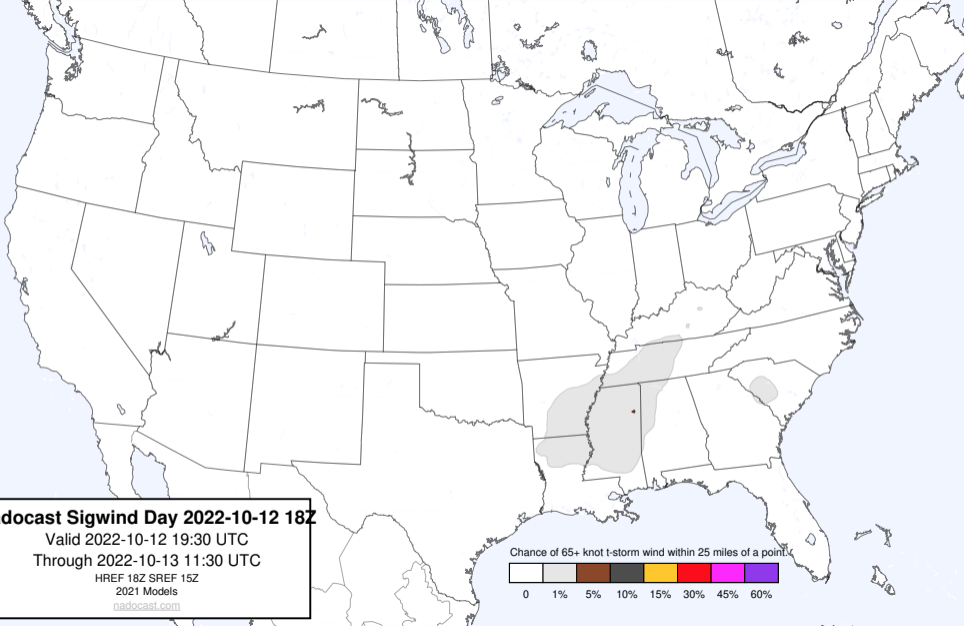 adocast Sigwind Day 2022-10-12 18Z
Valid 2022-10-12 19:30 UTC
Through 2022-10-13 11:30 UTC
HREF 18Z SREF 15Z
2021 Models
nadocast.com
Chance of 65+ knot t-storm wind within 25 miles of a point.
0 1% 5% 10% 15% 30% 45% 60%